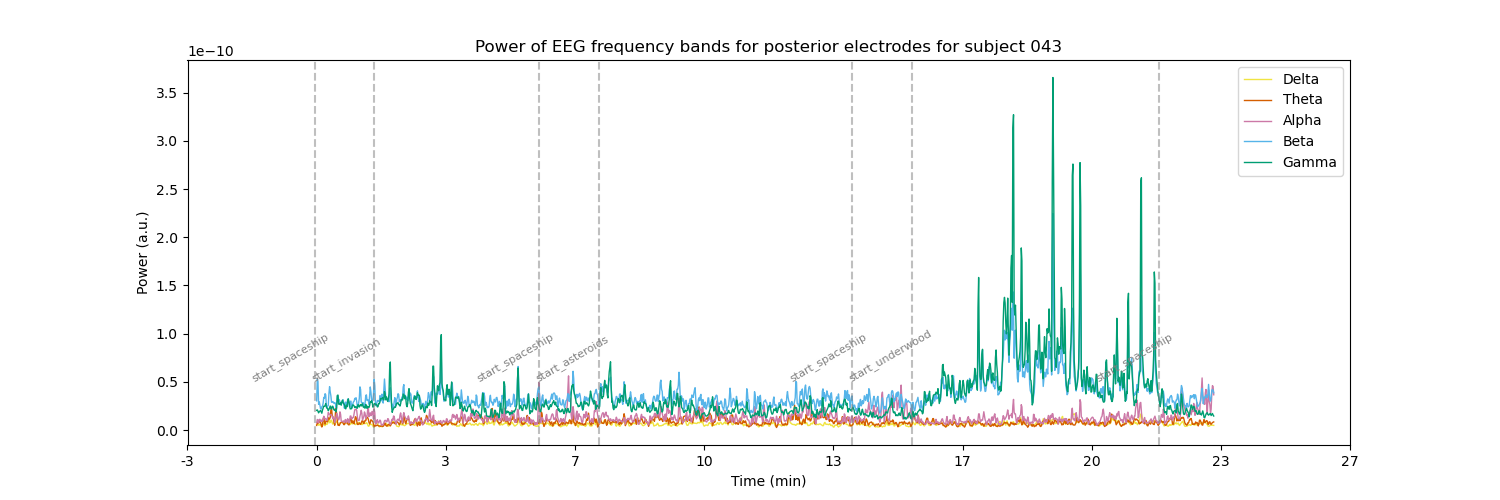 Power of EEG frequency bands for posterior electrodes for subject 043
1e−10
3.5
3.0
2.5
2.0
1.5
1.0
0.5
0.0
Power (a.u.)
start_spaceship
start_invasion
start_spaceship
start_asteroids
start_spaceship
start_underwood
start_spaceship
Delta
Theta
Alpha
Beta
Gamma
-3
0
3
7
10
13
17
20
23
27
Time (min)